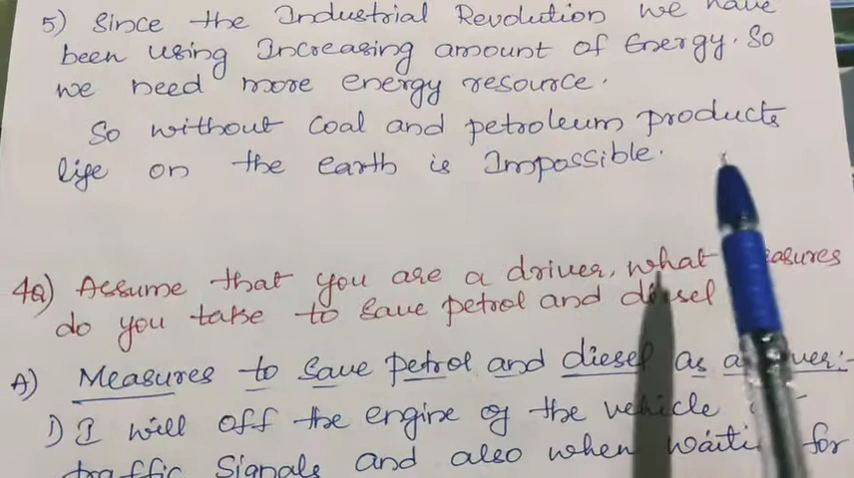 5) Since the Industrial Revolution we have
been using Increasing amount of Energy. So
we need more energy resource.
So without coal and petroleum products
life on the earth is Impossible.
4Q) Assume that you are a driver, what
do you take to save petrol and diesel
A) Measures to save petrol and diesel as a
1) I will off the engine of the vehicle
traffic signals and also when for